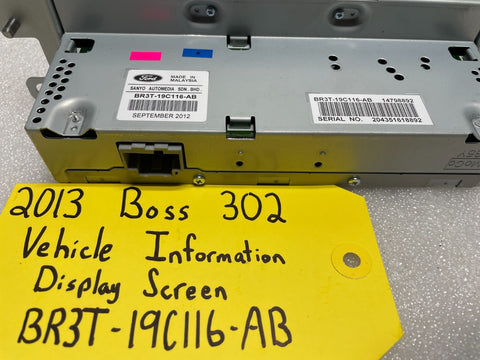 Ford
MADE IN
MALAYSIA
SANYO AUTOMEDIA SDN. BHD.
BR3T-19C116-AB
SEPTEMBER 2012
BR3T-19C116-AB 14798892
SERIAL NO. 204351618892
2013 Boss 302
Vehicle Information
Display Screen
BR3T-19C116-AB